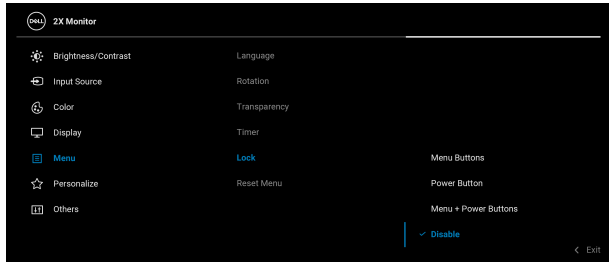 DELL 2X Monitor
Brightness/Contrast Language
Input Source Rotation
Color Transparency
Display Timer
Menu Lock Menu Buttons
Personalize Reset Menu Power Button
Others Menu + Power Buttons
Disable
Exit